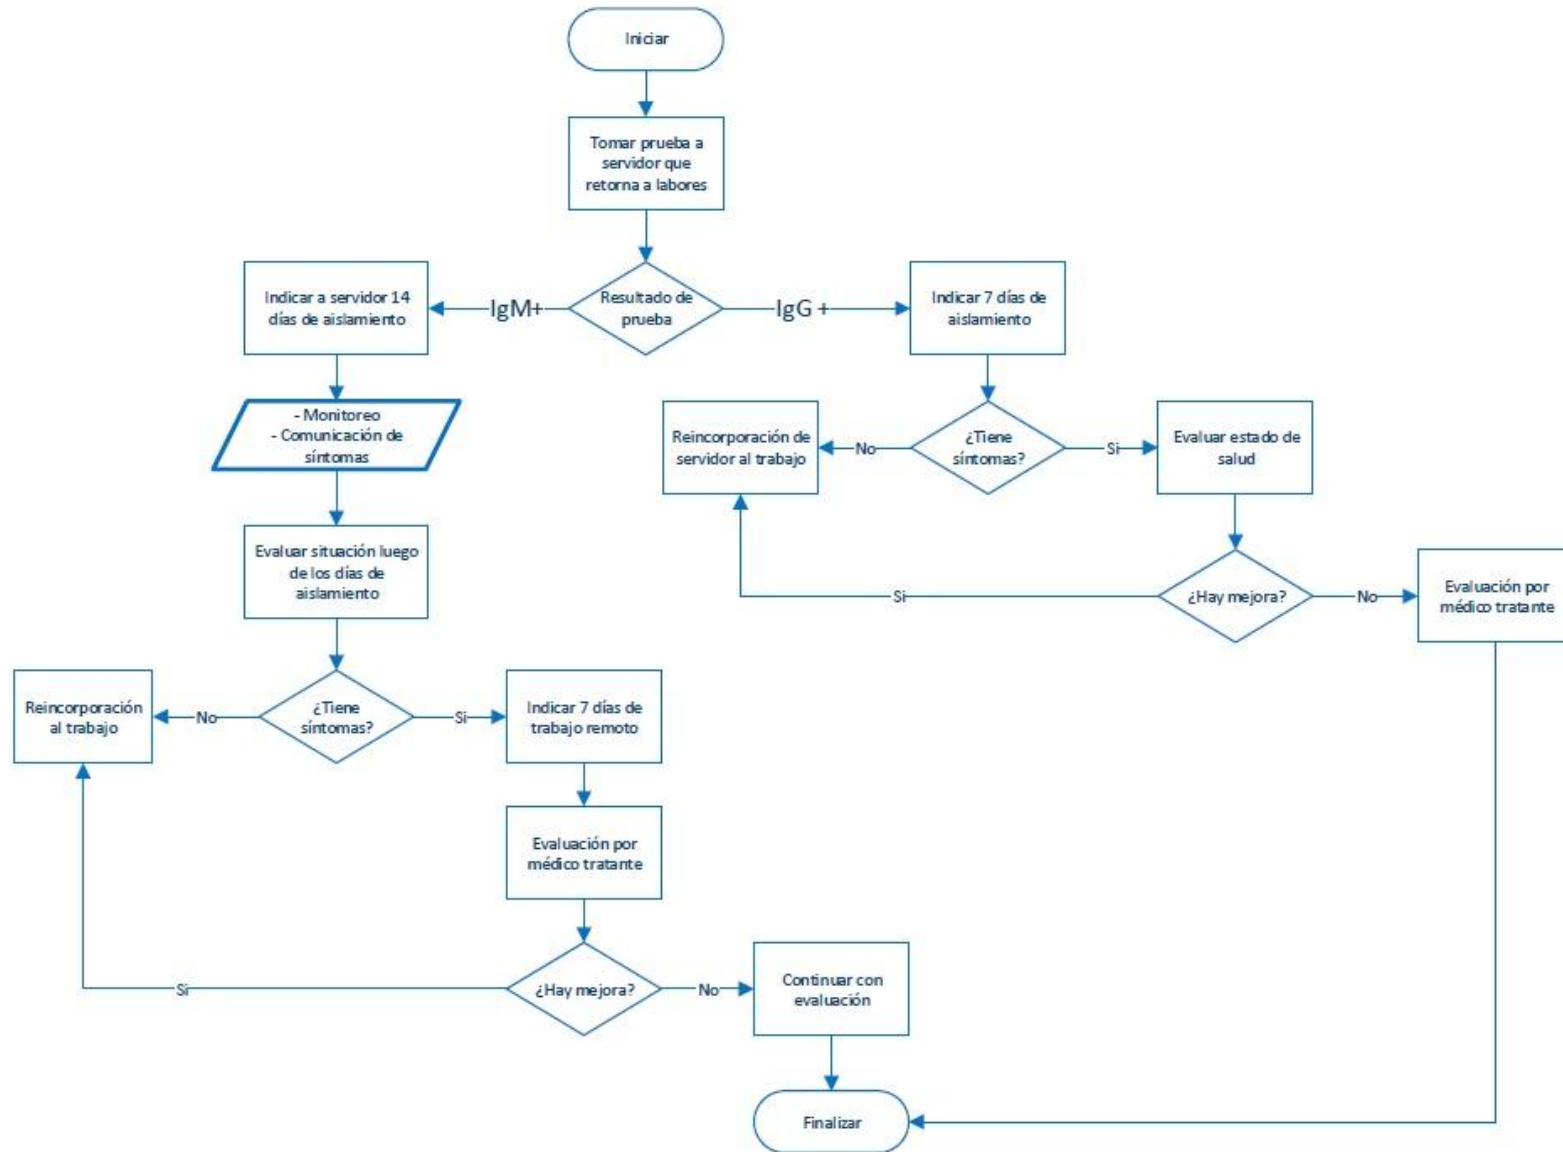 Iniciar
Tomar prueba a
servidor que
retorna a labores
Indicar a servidor 14
días de aislamiento
IgM+
Resultado de
prueba
IgG +
Indicar 7 días de
aislamiento
- Monitoreo
- Comunicación de
síntomas
Reincorporación de
servidor al trabajo
No
¿Tiene
síntomas?
Si
Evaluar estado de
salud
Evaluar situación luego
de los días de
aislamiento
Si
¿Hay mejora?
No
Evaluación por
médico tratante
Reincorporación
al trabajo
No
¿Tiene
síntomas?
Si
Indicar 7 días de
trabajo remoto
Evaluación por
médico tratante
Si
¿Hay mejora?
No
Continuar con
evaluación
Finalizar